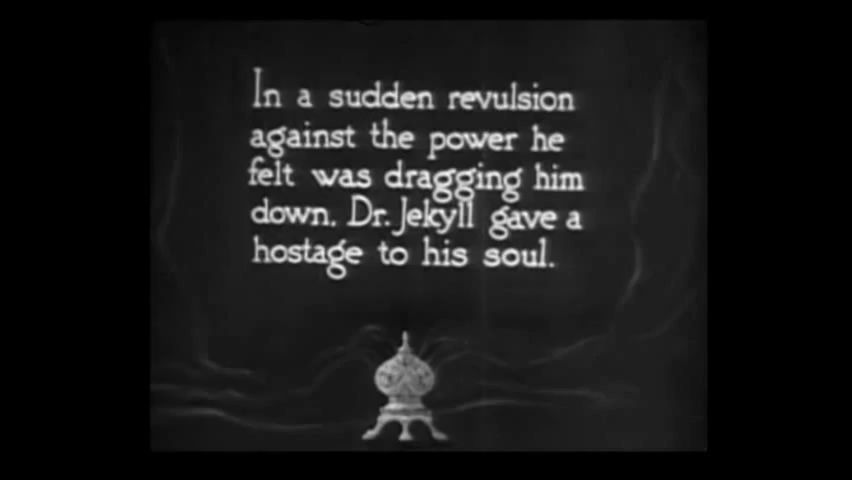 In a sudden revulsion
against the power he
felt was dragging him
down. Dr. Jekyll gave a
hostage to his soul.